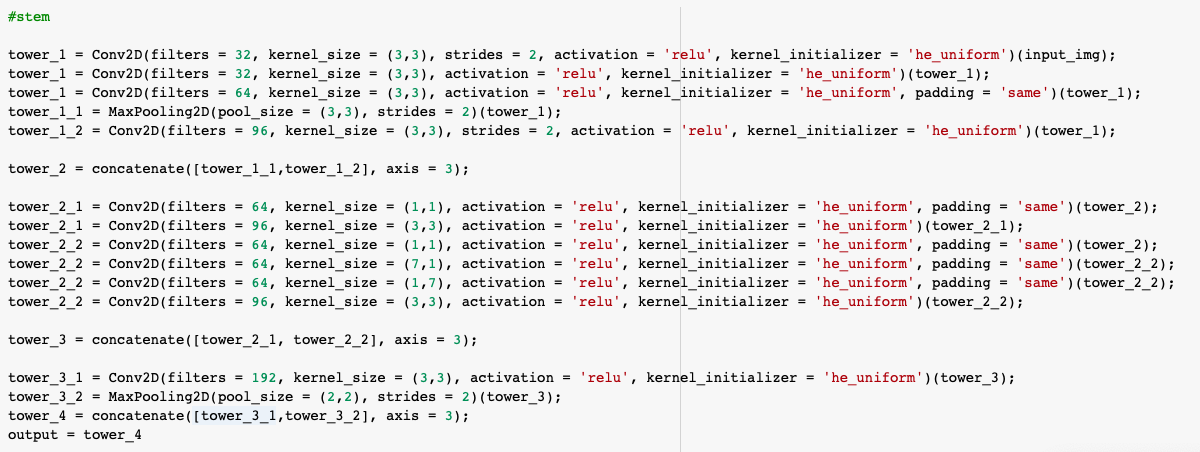 #stem
tower_1 = Conv2D(filters = 32, kernel_size = (3,3), strides = 2, activation = 'relu', kernel_initializer = 'he_uniform')(input_img);
tower_1 = Conv2D(filters = 32, kernel_size = (3,3), activation = 'relu', kernel_initializer = 'he_uniform')(tower_1);
tower_1 = Conv2D(filters = 64, kernel_size = (3,3), activation = 'relu', kernel_initializer = 'he_uniform', padding = 'same')(tower_1);
tower_1_1 = MaxPooling2D(pool_size = (3,3), strides = 2)(tower_1);
tower_1_2 = Conv2D(filters = 96, kernel_size = (3,3), strides = 2, activation = 'relu', kernel_initializer = 'he_uniform')(tower_1);
tower_2 = concatenate([tower_1_1,tower_1_2], axis = 3);
tower_2_1 = Conv2D(filters = 64, kernel_size = (1,1), activation = 'relu', kernel_initializer = 'he_uniform', padding = 'same')(tower_2);
tower_2_1 = Conv2D(filters = 96, kernel_size = (3,3), activation = 'relu', kernel_initializer = 'he_uniform')(tower_2_1);
tower_2_2 = Conv2D(filters = 64, kernel_size = (1,1), activation = 'relu', kernel_initializer = 'he_uniform', padding = 'same')(tower_2);
tower_2_2 = Conv2D(filters = 64, kernel_size = (7,1), activation = 'relu', kernel_initializer = 'he_uniform', padding = 'same')(tower_2_2);
tower_2_2 = Conv2D(filters = 64, kernel_size = (1,7), activation = 'relu', kernel_initializer = 'he_uniform', padding = 'same')(tower_2_2);
tower_2_2 = Conv2D(filters = 96, kernel_size = (3,3), activation = 'relu', kernel_initializer = 'he_uniform')(tower_2_2);
tower_3 = concatenate([tower_2_1, tower_2_2], axis = 3);
tower_3_1 = Conv2D(filters = 192, kernel_size = (3,3), activation = 'relu', kernel_initializer = 'he_uniform')(tower_3);
tower_3_2 = MaxPooling2D(pool_size = (2,2), strides = 2)(tower_3);
tower_4 = concatenate([tower_3_1,tower_3_2], axis = 3);
output = tower_4